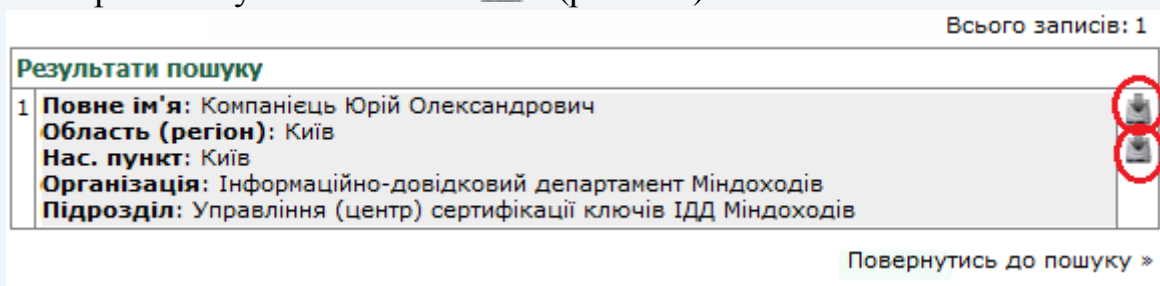 Всього записів: 1
Результати пошуку
1 Повне ім'я: Компанієць Юрій Олександрович
Область (регіон): Київ
Нас. пункт: Київ
Організація: Інформаційно-довідковий департамент Міндоходів
Підрозділ: Управління (центр) сертифікації ключів ІДД Міндоходів
Повернутись до пошуку »